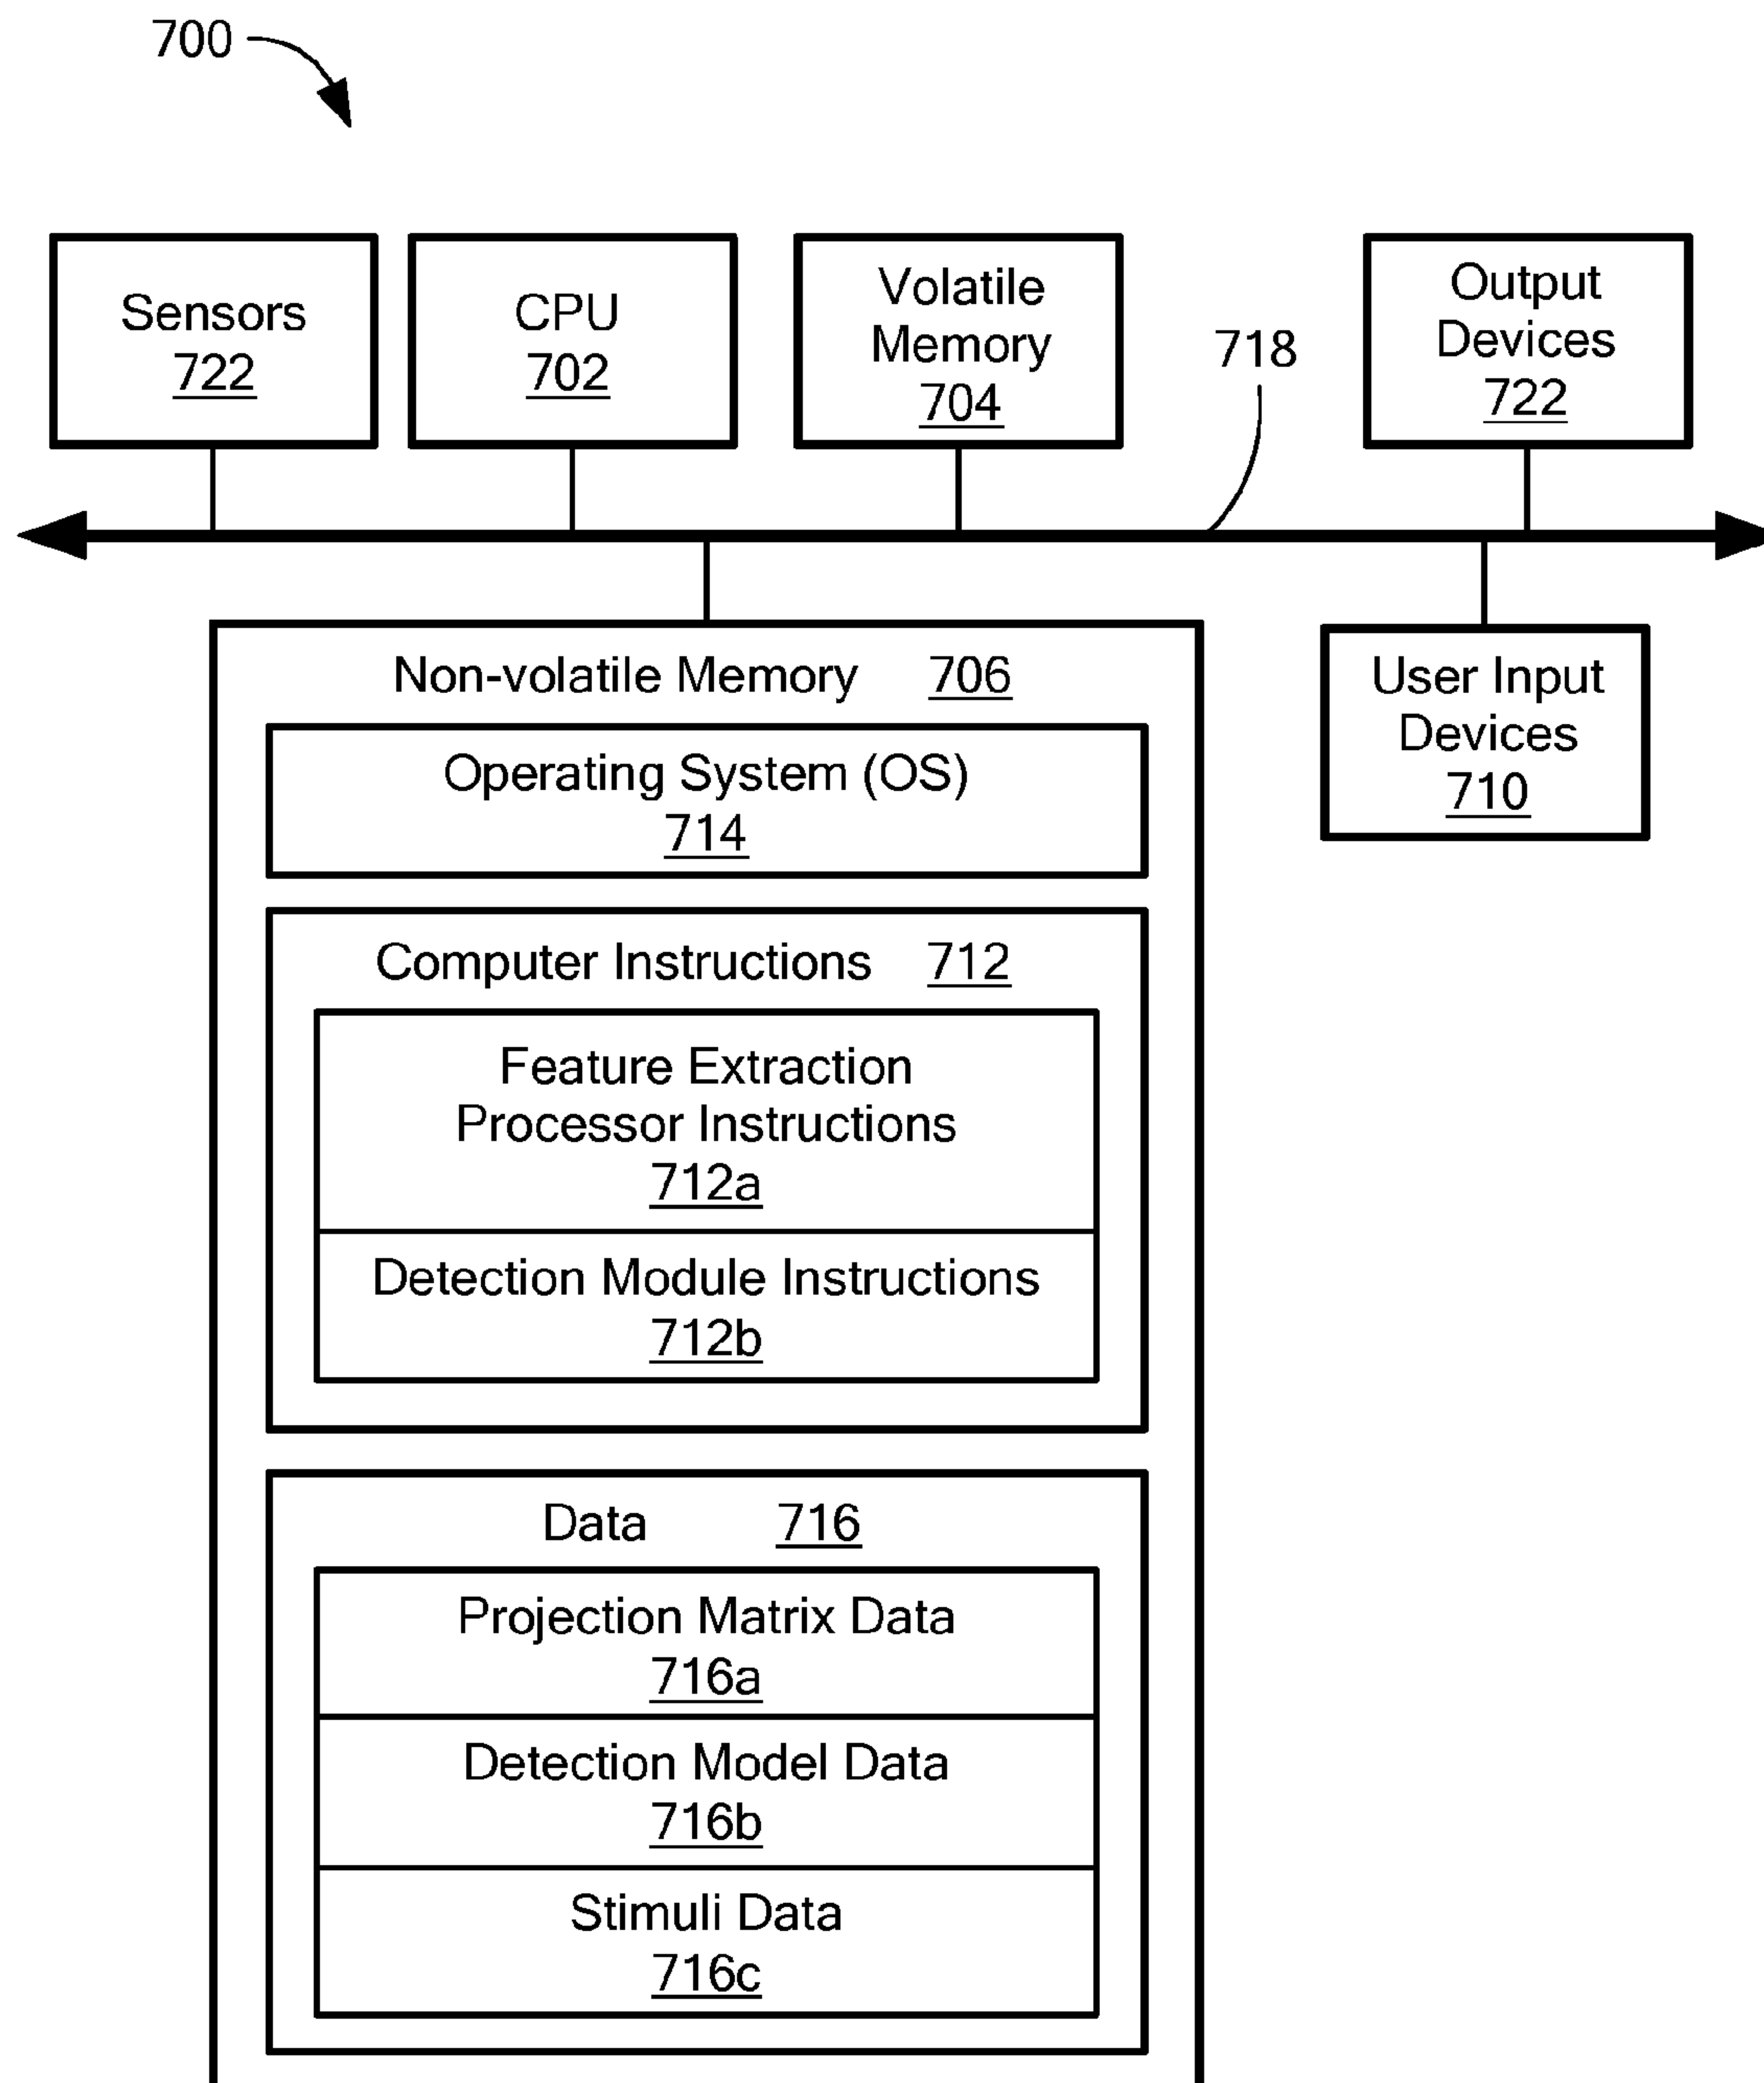 700
Sensors
722
CPU
702
Volatile
Memory
704
718
Output
Devices
722
Non-volatile Memory 706
Operating System (OS)
714
Computer Instructions 712
Feature Extraction
Processor Instructions
712a
Detection Module Instructions
712b
Data 716
Projection Matrix Data
716a
Detection Model Data
716b
Stimuli Data
716c
User Input
Devices
710